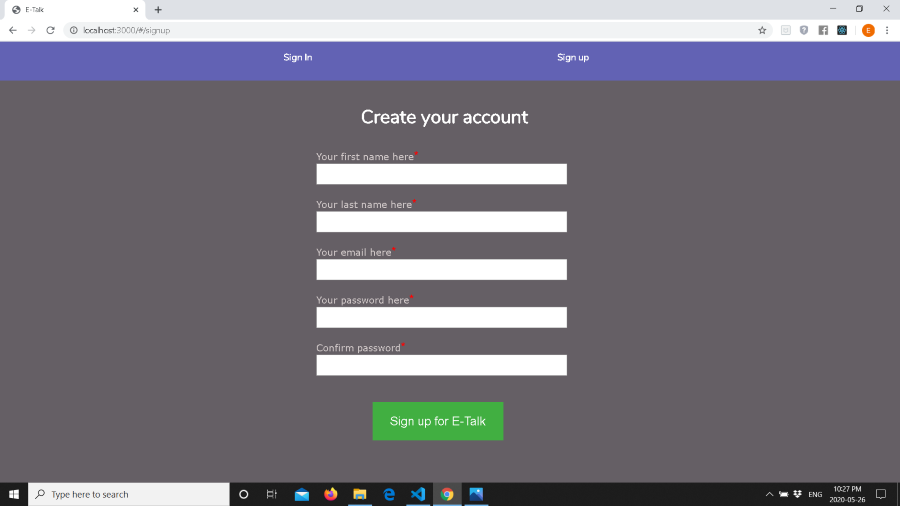 E-Talk
localhost:3000/#/signup
E
Sign In Sign up
Create your account
Your first name here*
Your last name here*
Your email here*
Your password here*
Confirm password*
Sign up for E-Talk
Type here to search
ENG
10:27 PM
2020-05-26